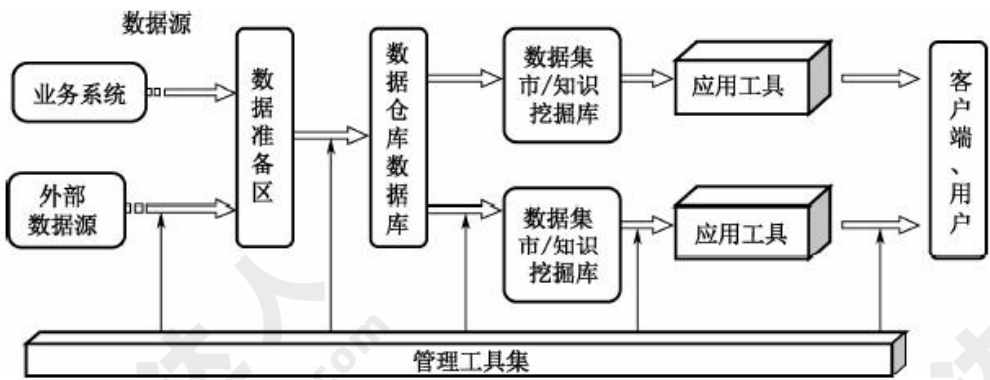 数据源
业务系统
外部
数据源
数据准备区
数据仓库数据库
数据集
市/知识
挖掘库
应用工具
数据集
市/知识
挖掘库
应用工具
客户端、用户
管理工具集